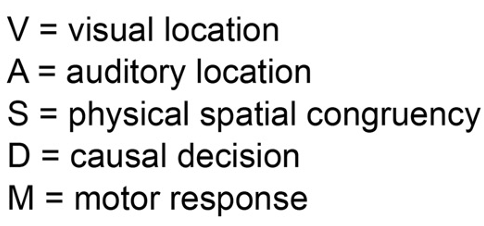 V = visual location
A = auditory location
S = physical spatial congruency
D = causal decision
M = motor response